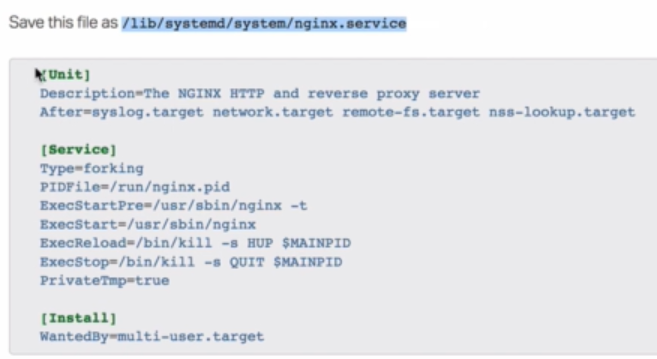 Save this file as /lib/systemd/system/nginx.service
[Unit]
Description=The NGINX HTTP and reverse proxy server
After=syslog.target network.target remote-fs.target nss-lookup.target
[Service]
Type=forking
PIDFile=/run/nginx.pid
ExecStartPre=/usr/sbin/nginx -t
ExecStart=/usr/sbin/nginx
ExecReload=/bin/kill -s HUP $MAINPID
ExecStop=/bin/kill -s QUIT $MAINPID
PrivateTmp=true
[Install]
WantedBy=multi-user.target